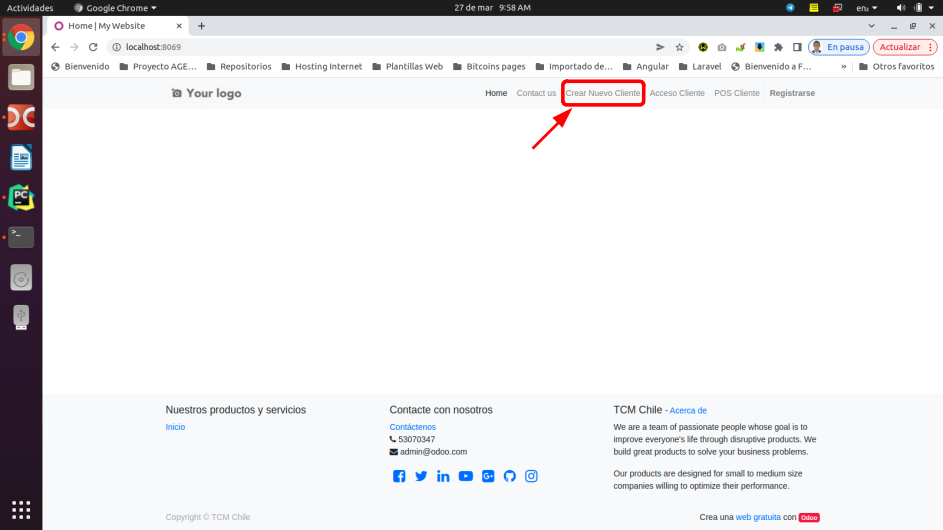 Actividades Google Chrome 27 de mar 9:58 AM en
Home | My Website
localhost:8069 En pausa Actualizar
Bienvenido Proyecto AGE... Repositorios Hosting Internet Plantillas Web Bitcoins pages Importado de... Angular Laravel Bienvenido a F... » Otros favoritos
Your logo Home Contact us Crear Nuevo Cliente Acceso Cliente POS Cliente Registrarse
Nuestros productos y servicios
Inicio
Contacte con nosotros
Contáctenos
53070347
admin@odoo.com
TCM Chile - Acerca de
We are a team of passionate people whose goal is to
improve everyone's life through disruptive products. We
build great products to solve your business problems.
Our products are designed for small to medium size
companies willing to optimize their performance.
Copyright © TCM Chile
Crea una web gratuita con Odoo